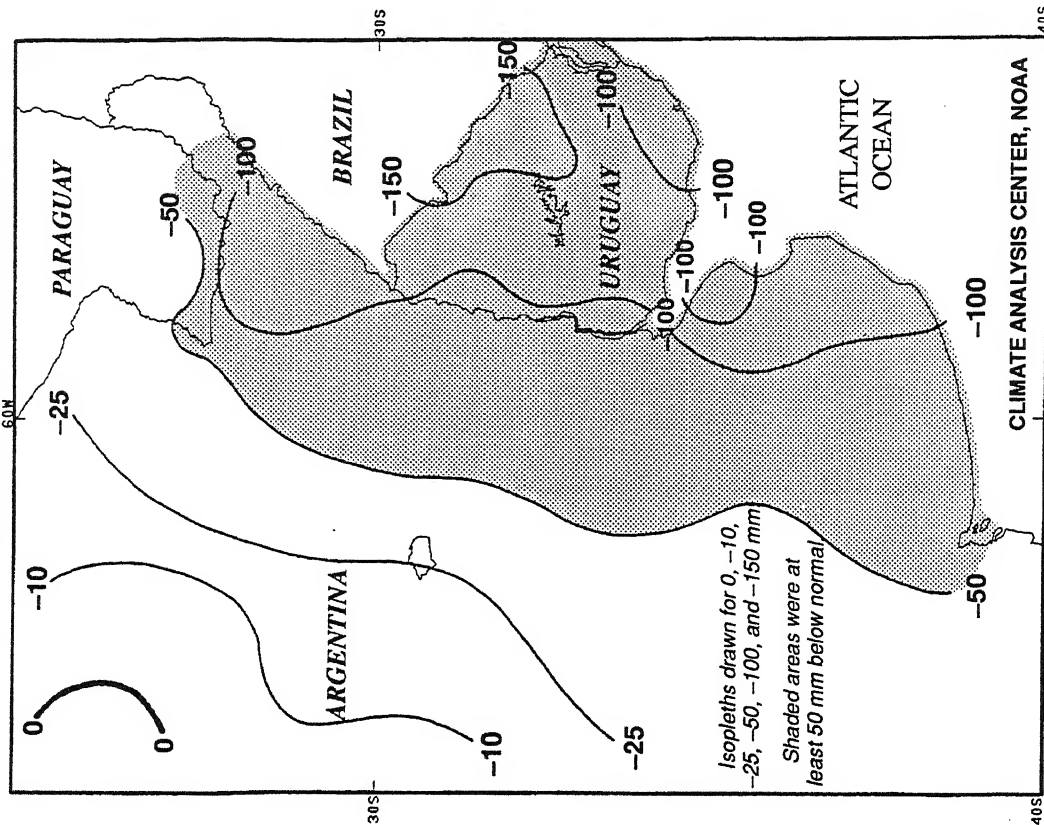 60W
PARAGUAY
0
-10
-25
-50
-100
0
BRAZIL
30S
30S
-150
-150
ARGENTINA
-10
-25
URUGUAY
-100
-100
-100
-100
-100
Isopleths drawn for 0, -10,
-25, -50, -100, and -150 mm
Shaded areas were at
least 50 mm below normal
ATLANTIC
OCEAN
-50
-100
CLIMATE ANALYSIS CENTER, NOAA
40S
40S